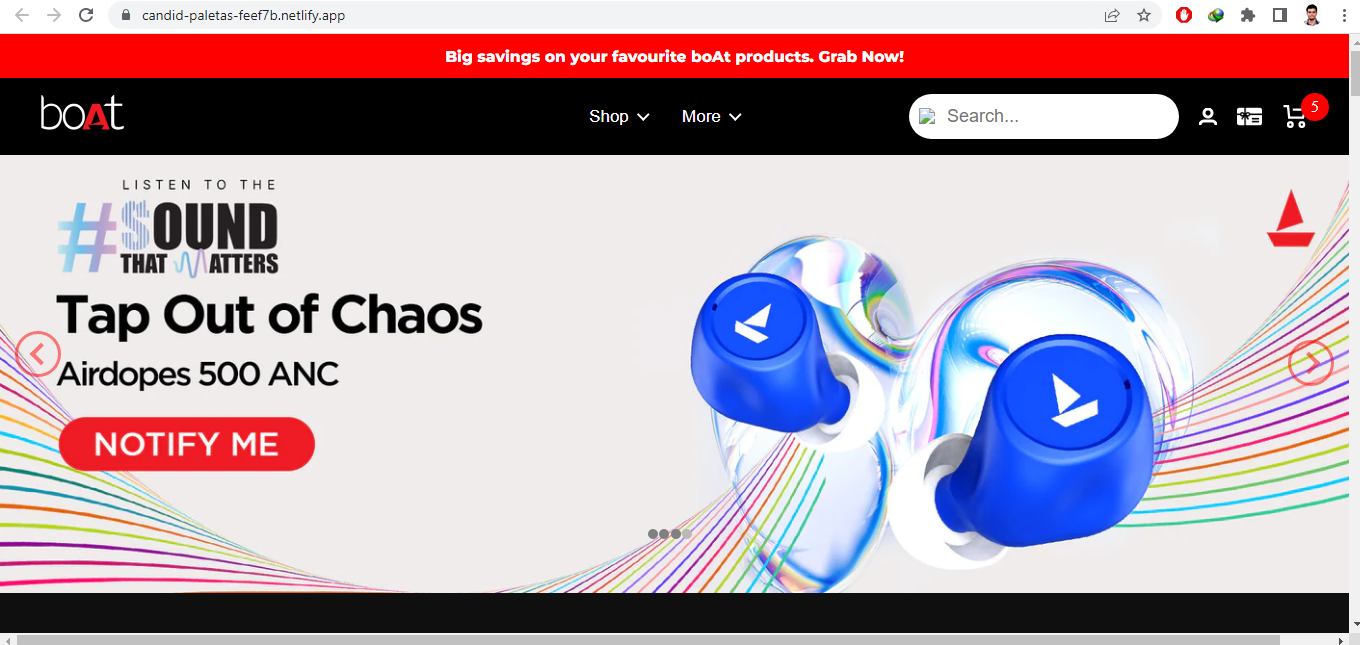 candid-paletas-feef7b.netlify.app
Big savings on your favourite boAt products. Grab Now!
boAt
Shop
More
Search...
5
LISTEN TO THE
#SOUND
THAT MATTERS
Tap Out of Chaos
Airdopes 500 ANC
NOTIFY ME